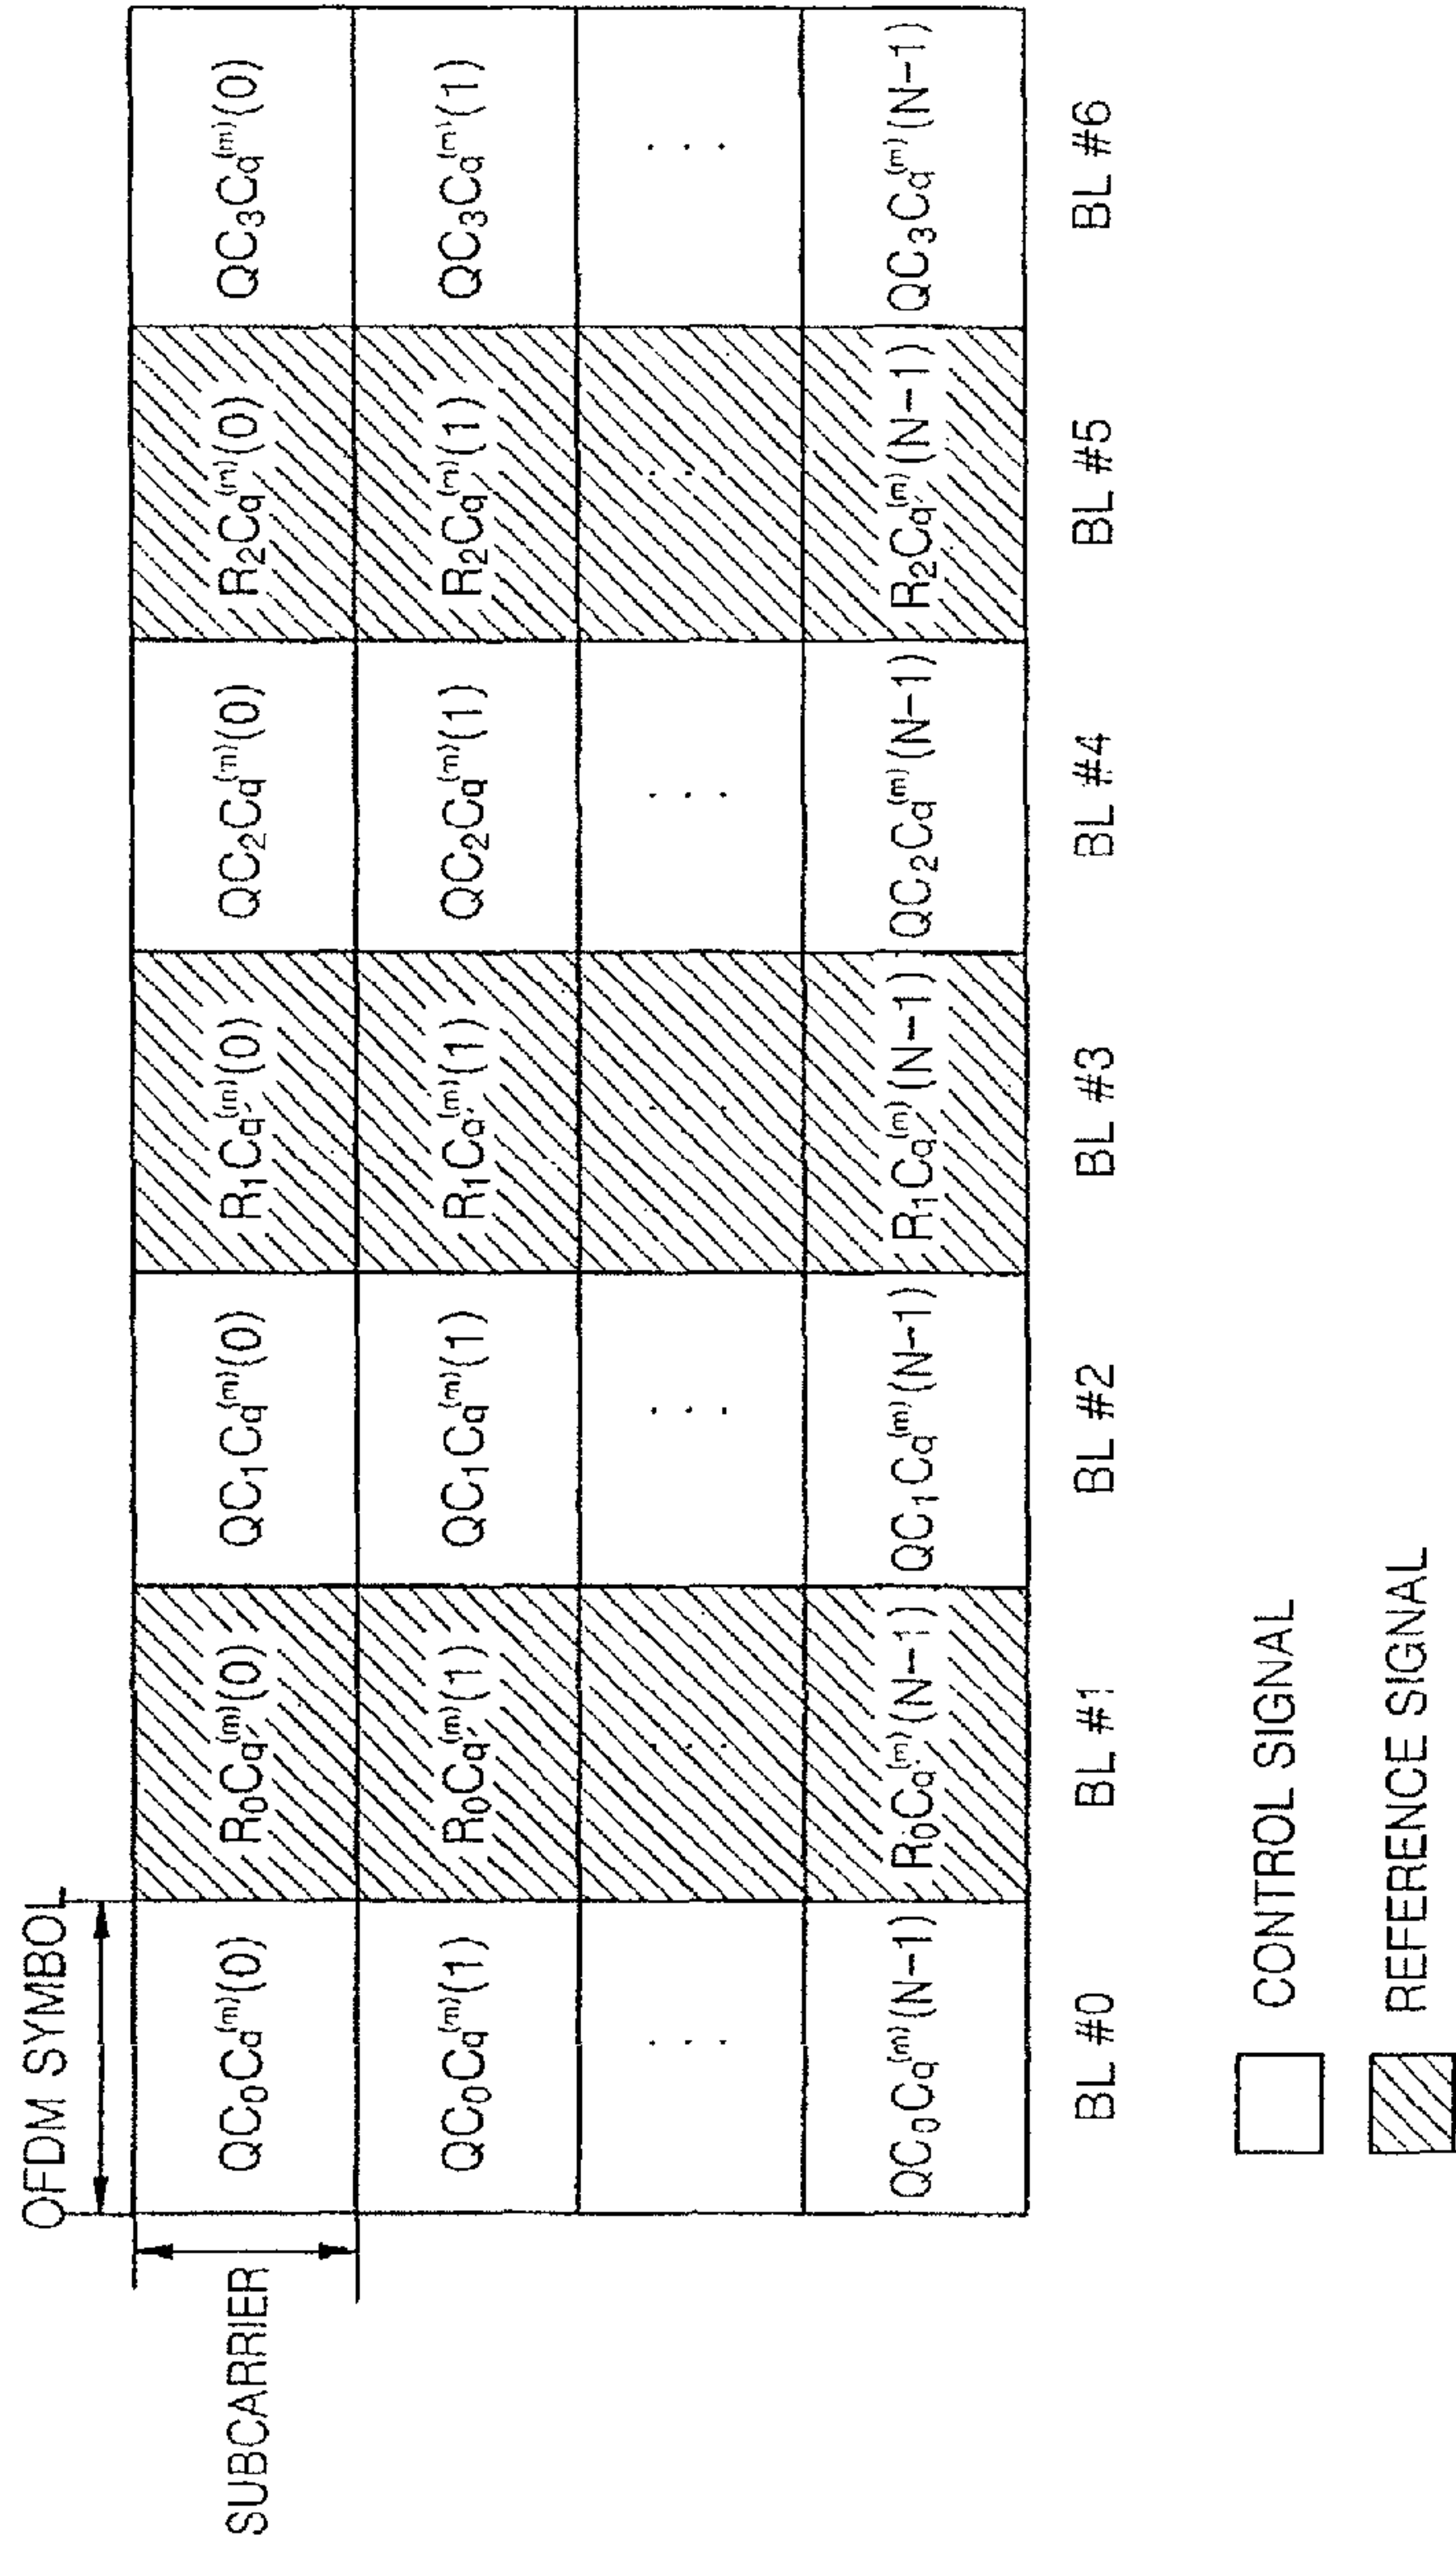 OFDM SYMBOL
SUBCARRIER
QC₀Cq⁽ᵐ⁾(0) R₀Cq⁽ᵐ⁾(0) QC₁Cq⁽ᵐ⁾(0) R₁Cq⁽ᵐ⁾(0) QC₂Cq⁽ᵐ⁾(0) R₂Cq⁽ᵐ⁾(0) QC₃Cq⁽ᵐ⁾(0)
QC₀Cq⁽ᵐ⁾(1) R₀Cq⁽ᵐ⁾(1) QC₁Cq⁽ᵐ⁾(1) R₁Cq⁽ᵐ⁾(1) QC₂Cq⁽ᵐ⁾(1) R₂Cq⁽ᵐ⁾(1) QC₃Cq⁽ᵐ⁾(1)
... ... ... ... ... ... ...
QC₀Cq⁽ᵐ⁾(N-1) R₀Cq⁽ᵐ⁾(N-1) QC₁Cq⁽ᵐ⁾(N-1) R₁Cq⁽ᵐ⁾(N-1) QC₂Cq⁽ᵐ⁾(N-1) R₂Cq⁽ᵐ⁾(N-1) QC₃Cq⁽ᵐ⁾(N-1)
BL #0 BL #1 BL #2 BL #3 BL #4 BL #5 BL #6
CONTROL SIGNAL
REFERENCE SIGNAL